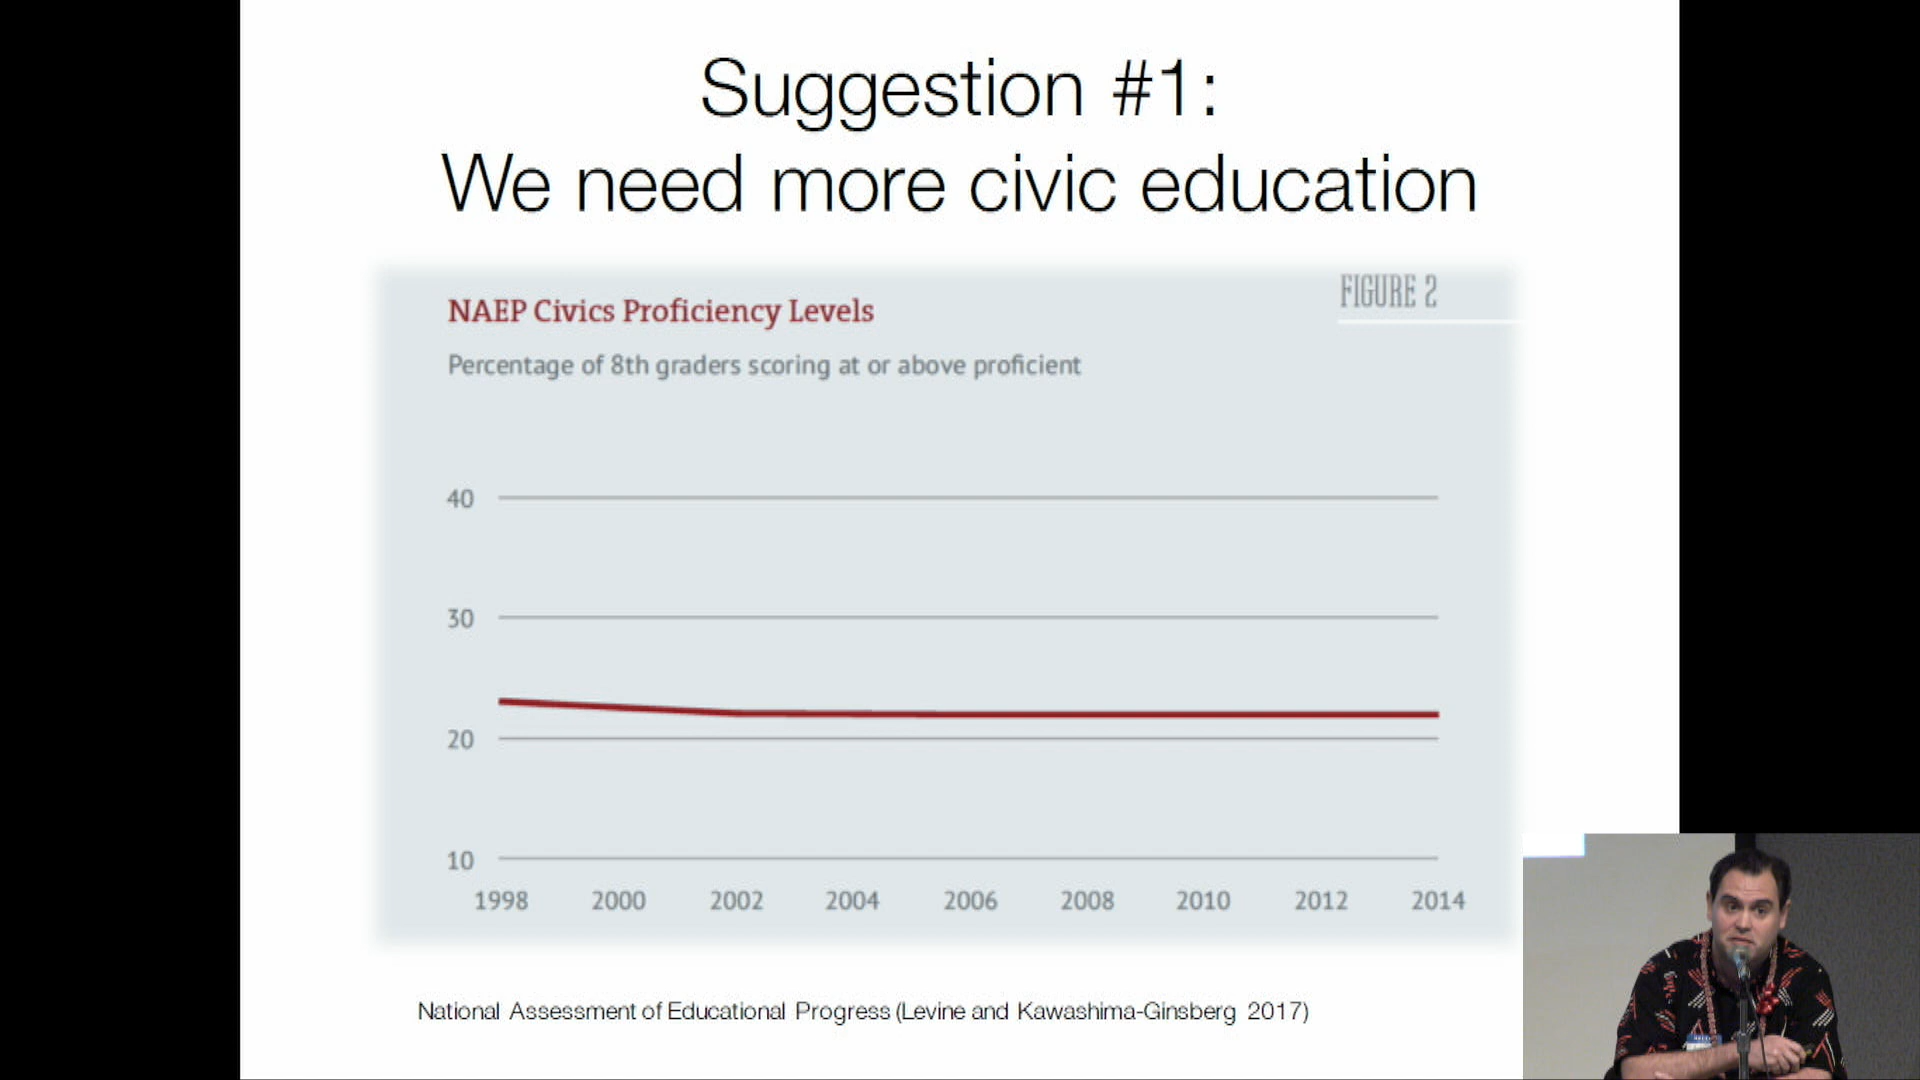 Suggestion #1:
We need more civic education
FIGURE 2
NAEP Civics Proficiency Levels
Percentage of 8th graders scoring at or above proficient
40
30
20
10
1998 2000 2002 2004 2006 2008 2010 2012 2014
National Assessment of Educational Progress (Levine and Kawashima-Ginsberg 2017)